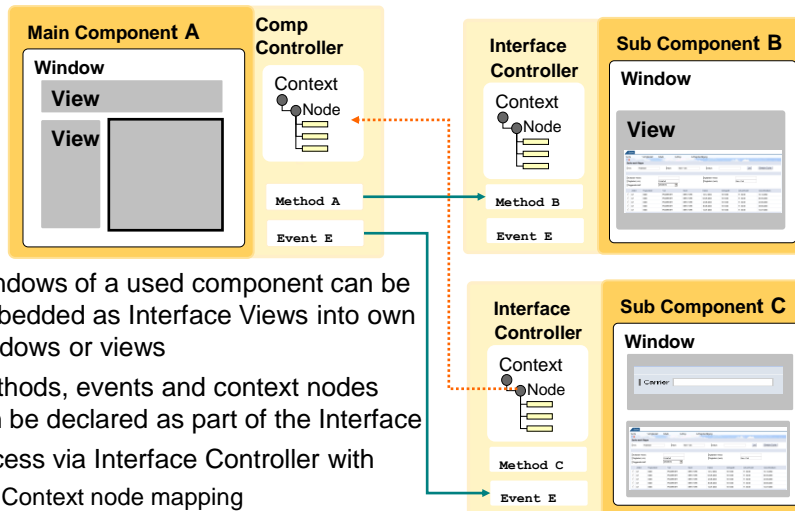 Main Component A
Window
View
View
Comp
Controller
Context
Node
Method A
Event E
Interface
Controller
Context
Node
Method B
Event E
Sub Component B
Window
View
ndows of a used component can be
bedded as Interface Views into own
dows or views
thods, events and context nodes
n be declared as part of the Interface
cess via Interface Controller with
Context node mapping
Interface
Controller
Context
Node
Method C
Event E
Sub Component C
Window
Carrier